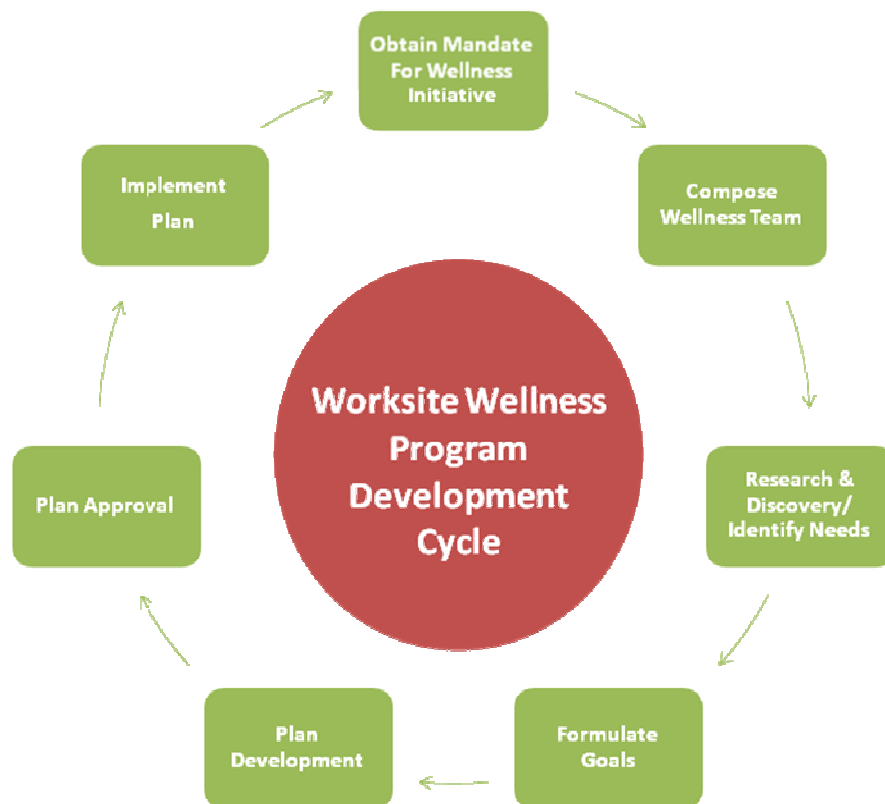 Obtain Mandate
For Wellness
Initiative
Compose
Wellness Team
Research &
Discovery/
Identify Needs
Formulate
Goals
Plan
Development
Plan Approval
Implement
Plan
Worksite Wellness
Program
Development
Cycle